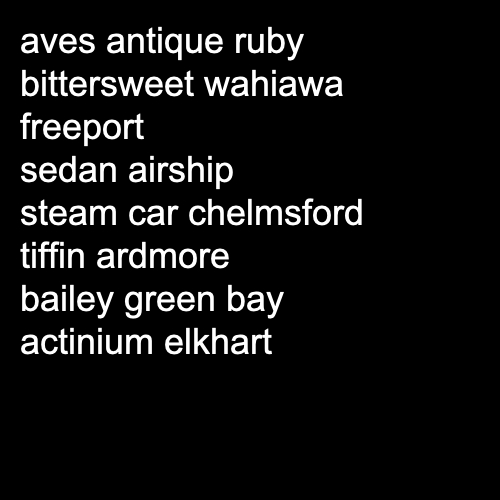 aves antique ruby
bittersweet wahiawa
freeport
sedan airship
steam car chelmsford
tiffin ardmore
bailey green bay
actinium elkhart